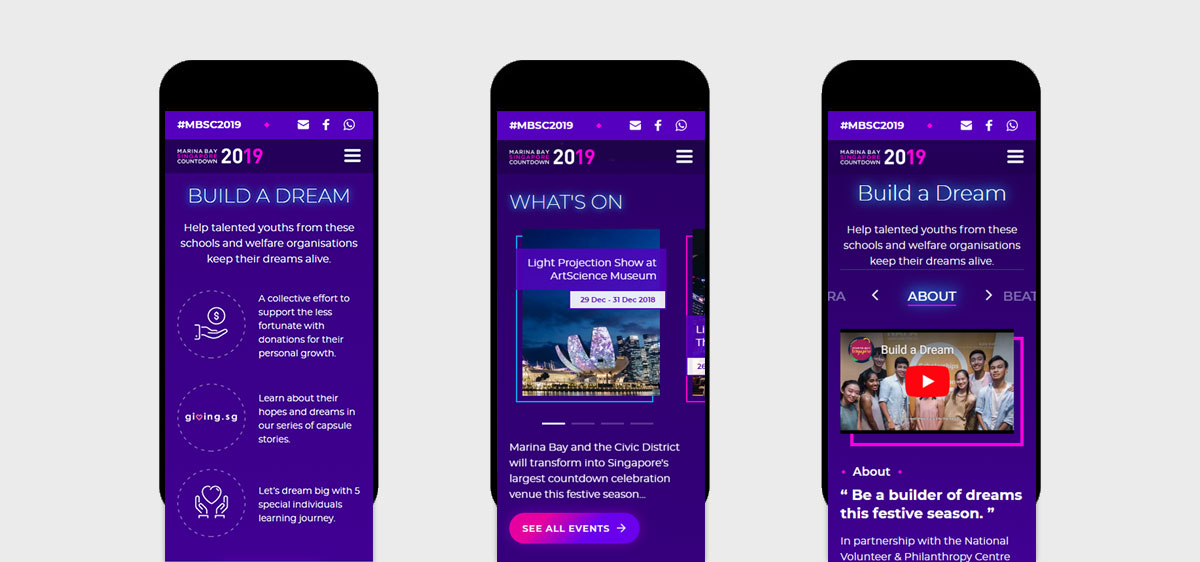 #MBSC2019
MARINA BAY
SINGAPORE
COUNTDOWN
2019
BUILD A DREAM
Help talented youths from these
schools and welfare organisations
keep their dreams alive.
A collective effort to
support the less
fortunate with
donations for their
personal growth.
giving.sg
Learn about their
hopes and dreams in
our series of capsule
stories.
Let's dream big with 5
special individuals
learning journey.
#MBSC2019
MARINA BAY
SINGAPORE
COUNTDOWN
2019
WHAT'S ON
Light Projection Show at
ArtScience Museum
29 Dec - 31 Dec 2018
Li
Th
26
Marina Bay and the Civic District
will transform into Singapore's
largest countdown celebration
venue this festive season...
SEE ALL EVENTS
#MBSC2019
MARINA BAY
SINGAPORE
COUNTDOWN
2019
Build a Dream
Help talented youths from these
schools and welfare organisations
keep their dreams alive.
RA
ABOUT
BEAT
Build a Dream
About
“ Be a builder of dreams
this festive season. ”
In partnership with the National
Volunteer & Philanthropy Centre